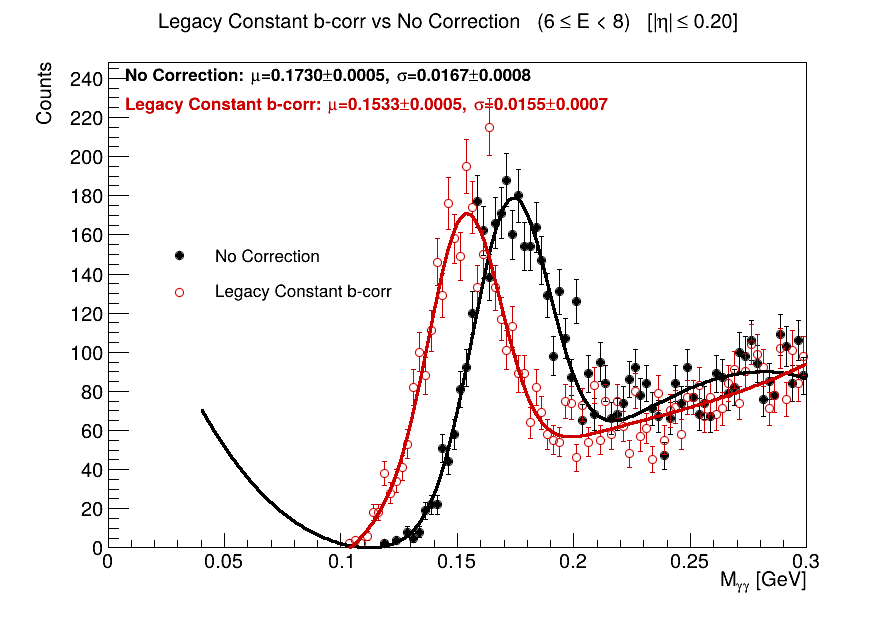 Legacy Constant b-corr vs No Correction (6 ≤ E < 8) [|η| ≤ 0.20]
No Correction: μ=0.1730±0.0005, σ=0.0167±0.0008
Legacy Constant b-corr: μ=0.1533±0.0005, σ=0.0155±0.0007
Counts
240
220
200
180
160
140
120
100
80
60
40
20
0
No Correction
Legacy Constant b-corr
0 0.05 0.1 0.15 0.2 0.25 0.3
Mγγ [GeV]